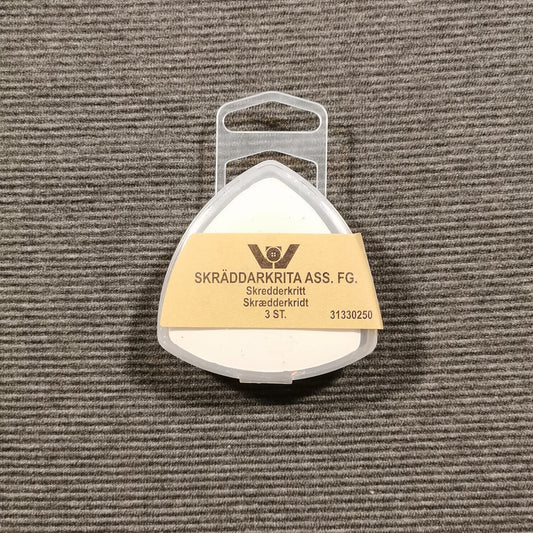 SKRÄDDARKRITA ASS. FG.
Skredderkritt
Skrædderkridt
3 ST. 31330250